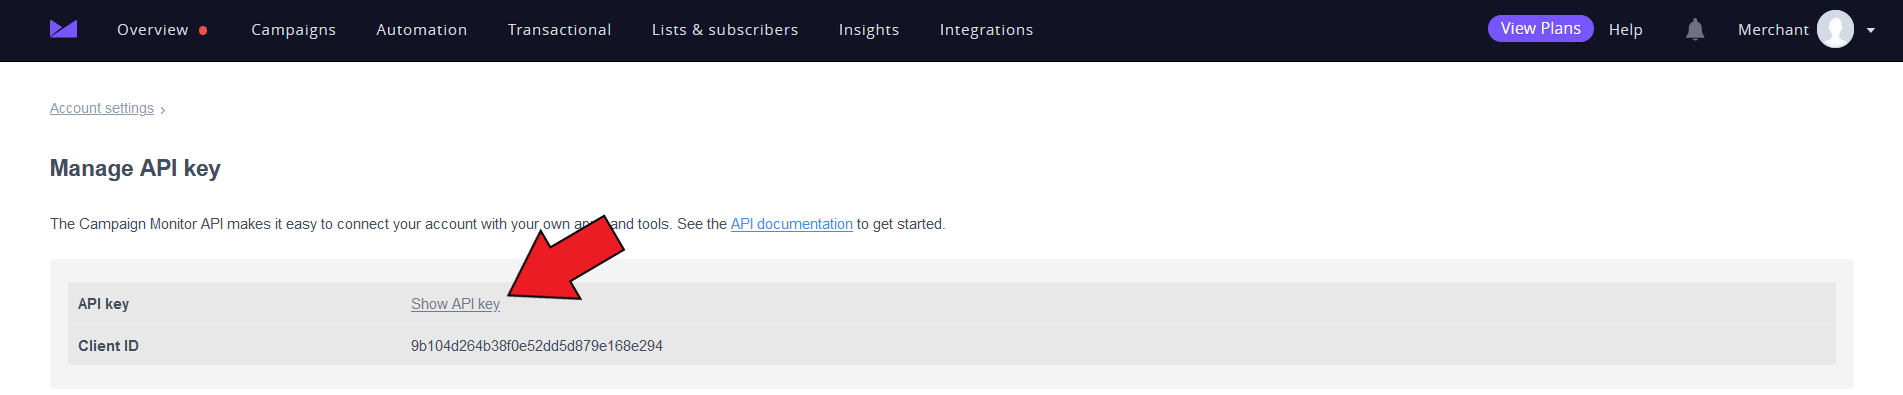 Overview Campaigns Automation Transactional Lists & subscribers Insights Integrations View Plans Help Merchant
Account settings ›
Manage API key
The Campaign Monitor API makes it easy to connect your account with your own and tools. See the API documentation to get started.
API key Show API key
Client ID 9b104d264b38f0e52dd5d879e168e294